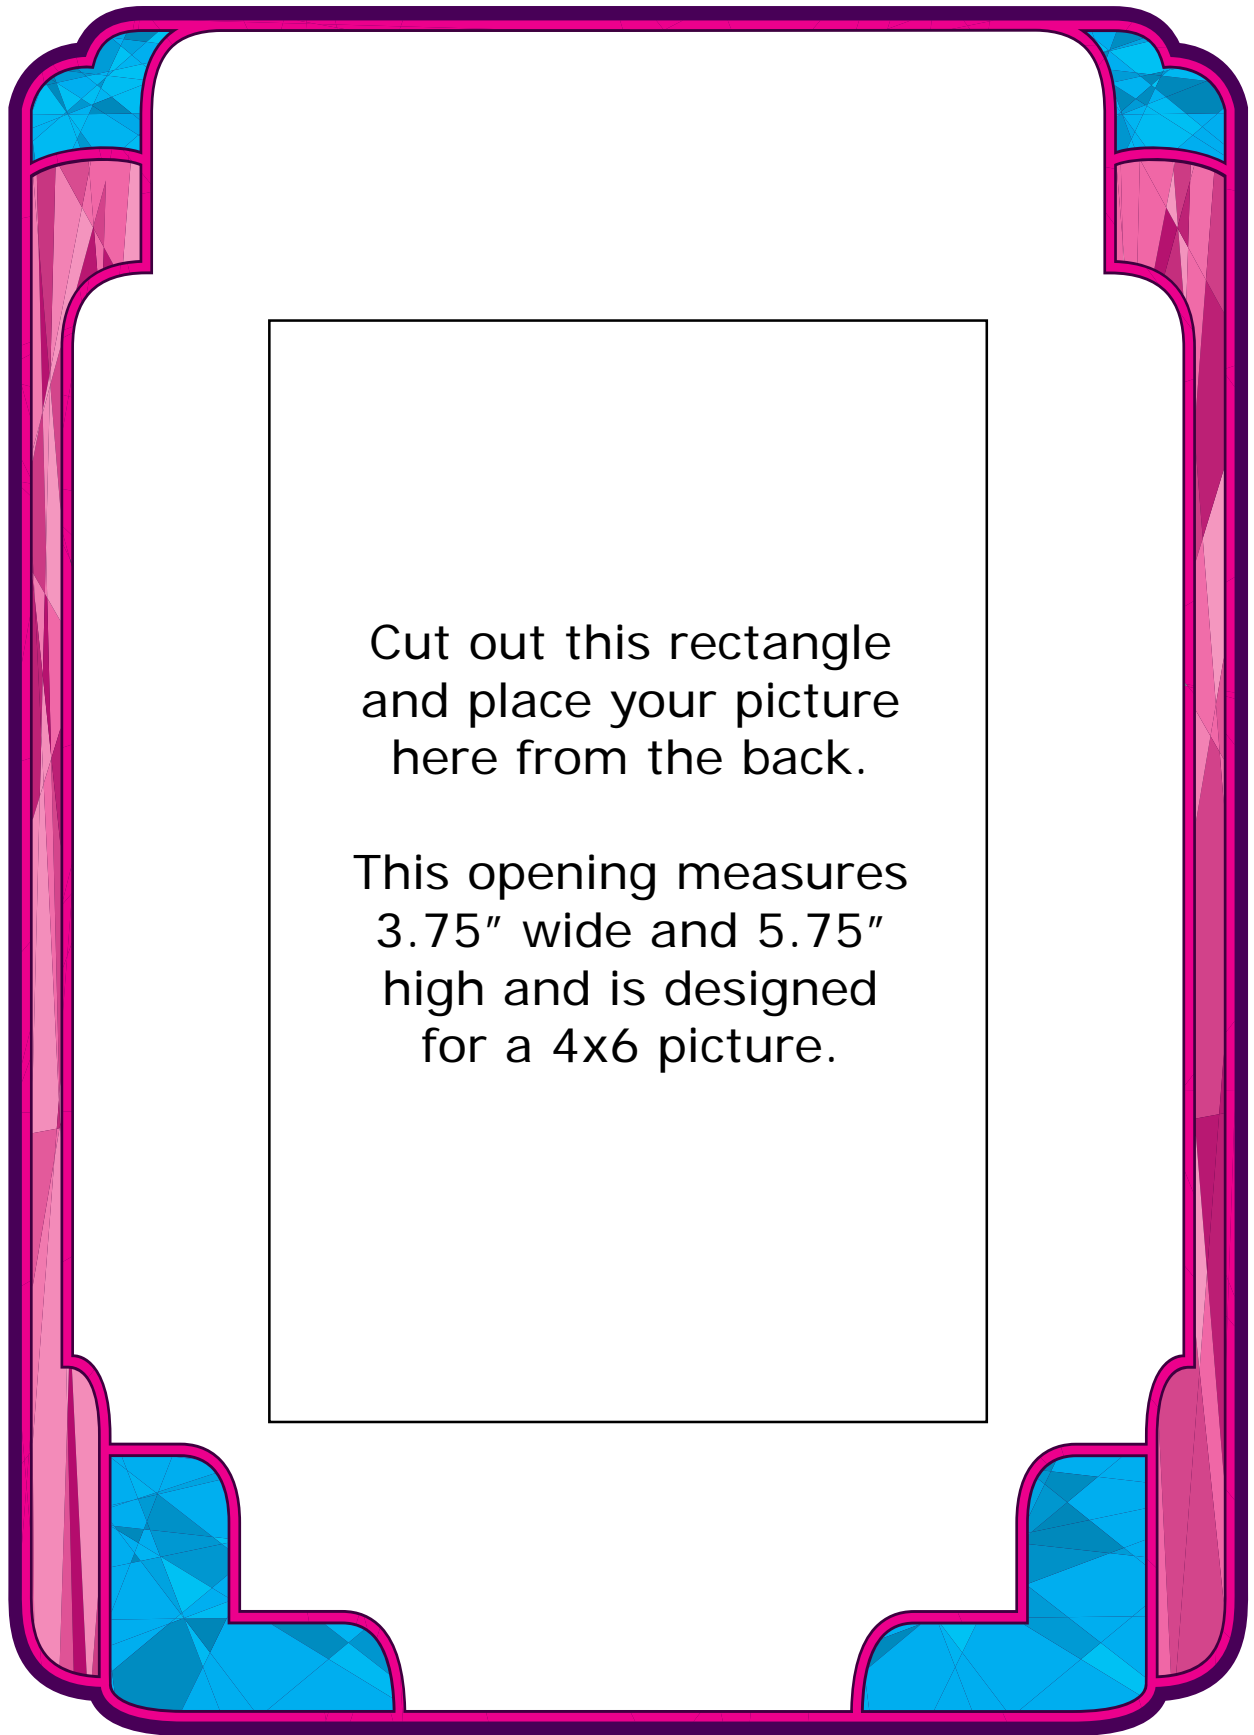 Cut out this rectangle
and place your picture
here from the back.
This opening measures
3.75″ wide and 5.75″
high and is designed
for a 4x6 picture.